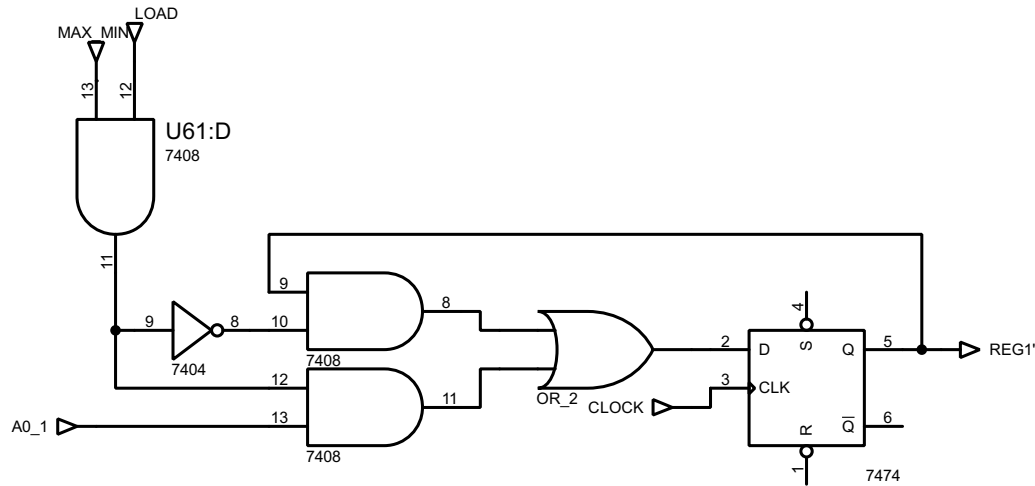 LOAD
MAX_MIN
13
12
U61:D
7408
11
9
8
7404
9
10
8
7408
12
13
11
7408
A0_1
OR_2
CLOCK
2
3
4
D
S
Q
CLK
R
Q
5
6
1
7474
REG1'